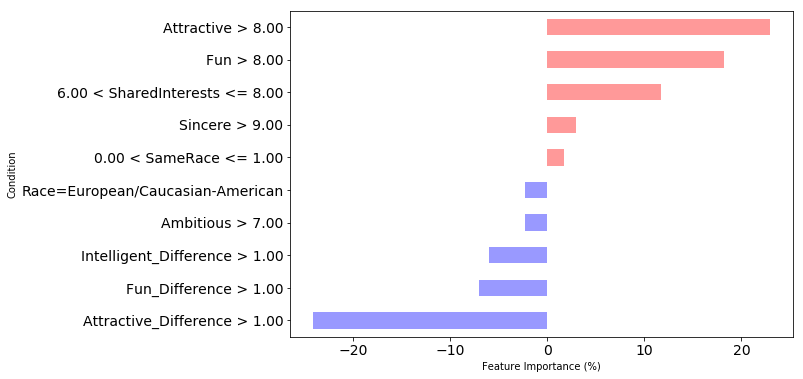 Attractive > 8.00
Fun > 8.00
6.00 < SharedInterests <= 8.00
Sincere > 9.00
0.00 < SameRace <= 1.00
Race=European/Caucasian-American
Ambitious > 7.00
Intelligent_Difference > 1.00
Fun_Difference > 1.00
Attractive_Difference > 1.00
Condition
−20 −10 0 10 20
Feature Importance (%)